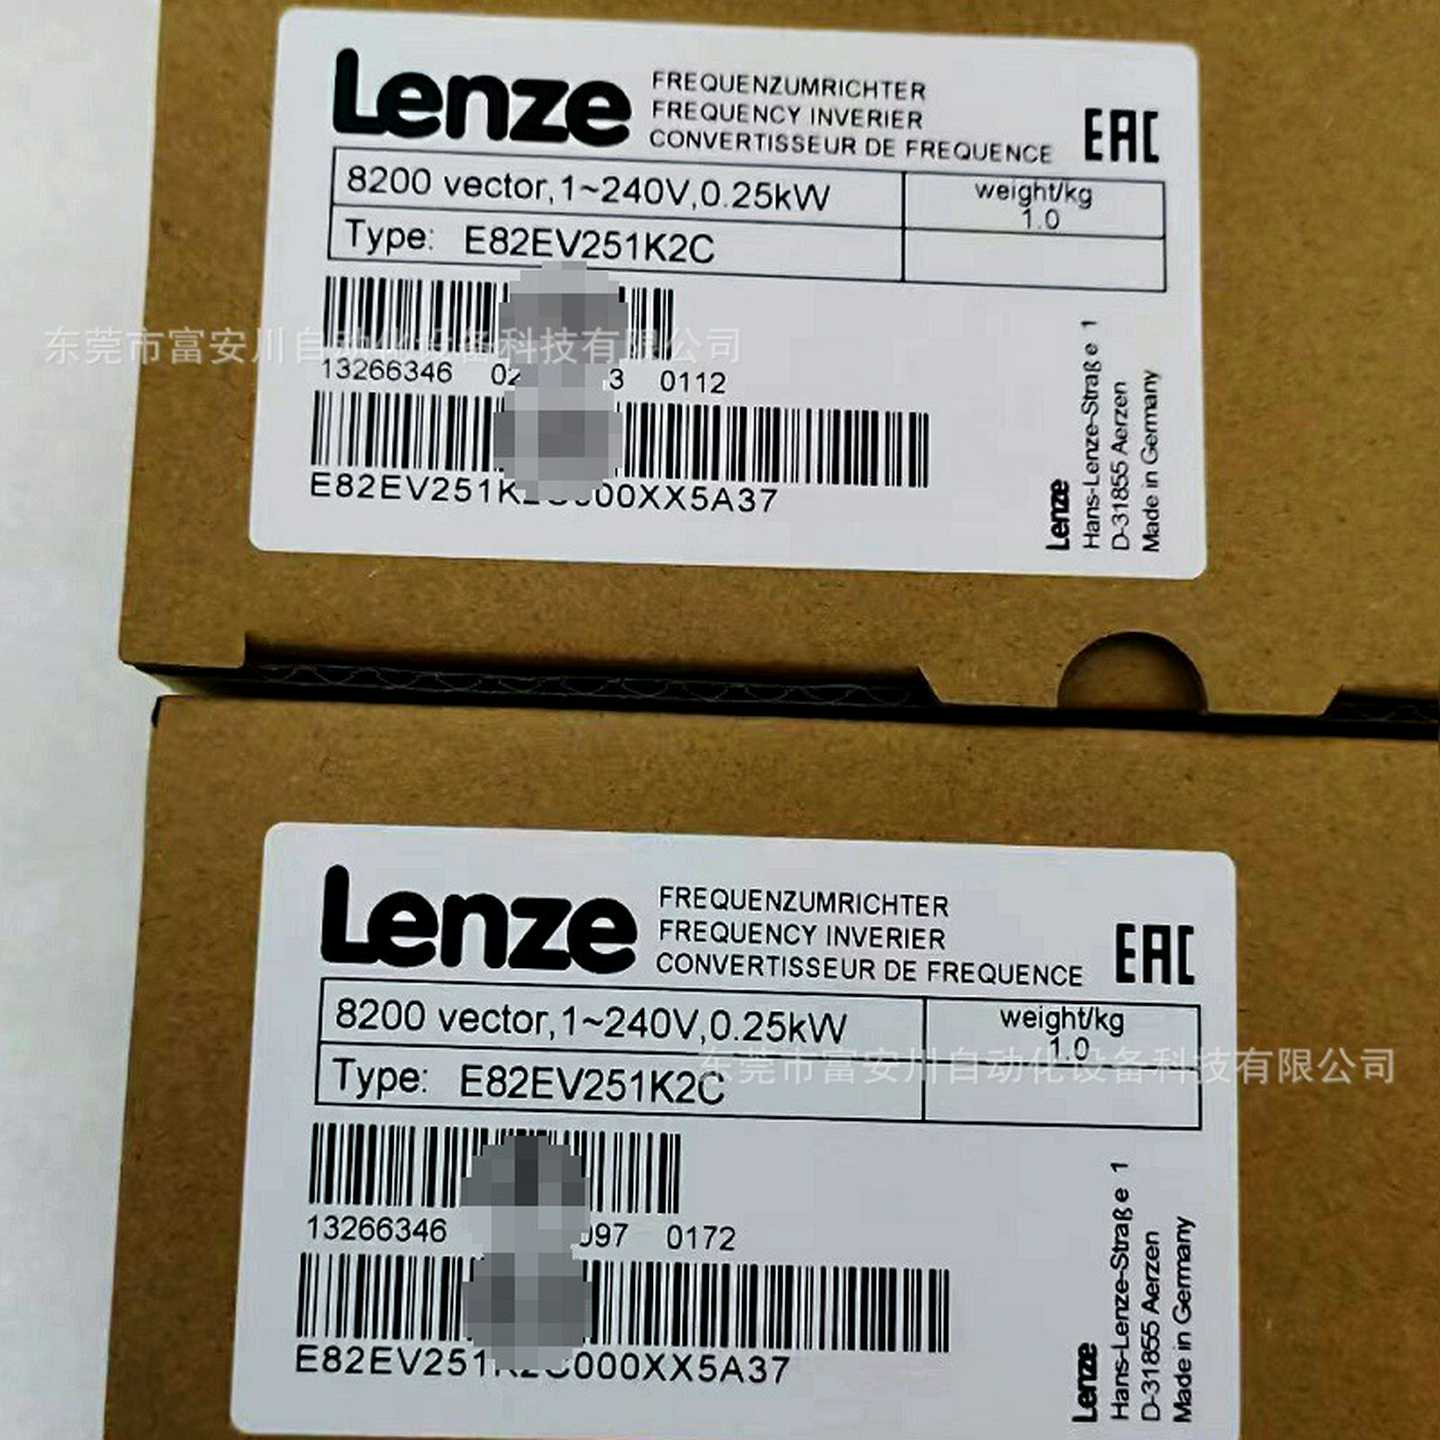 Lenze
FREQUENZUMRICHTER
FREQUENCY INVERIER
CONVERTISSEUR DE FREQUENCE
EAC
8200 vector,1~240V,0.25kW
weight/kg
1.0
Type: E82EV251K2C
东莞市富安川自动化设备科技有限公司
13266346 0112
000XX5A37
Lenze
Hans-Lenze-Straße 1
D-31855 Aerzen
Made in Germany
Lenze
FREQUENZUMRICHTER
FREQUENCY INVERIER
CONVERTISSEUR DE FREQUENCE
EAC
8200 vector,1~240V,0.25kW
weight/kg
1.0
东莞市富安川自动化设备科技有限公司
Type: E82EV251K2C
13266346 097 0172
000XX5A37
Lenze
Hans-Lenze-Straße 1
D-31855 Aerzen
Made in Germany